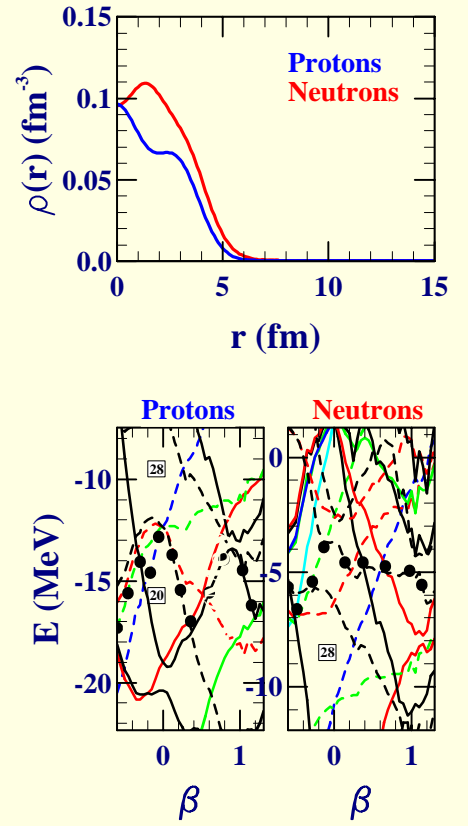 ρ(r) (fm-3)
0.15
0.1
0.05
0.0
Protons
Neutrons
0 5 10 15
r (fm)
Protons Neutrons
E (MeV)
-10
-15
-20
28
20
0
-5
-10
28
0 1 0 1
β β